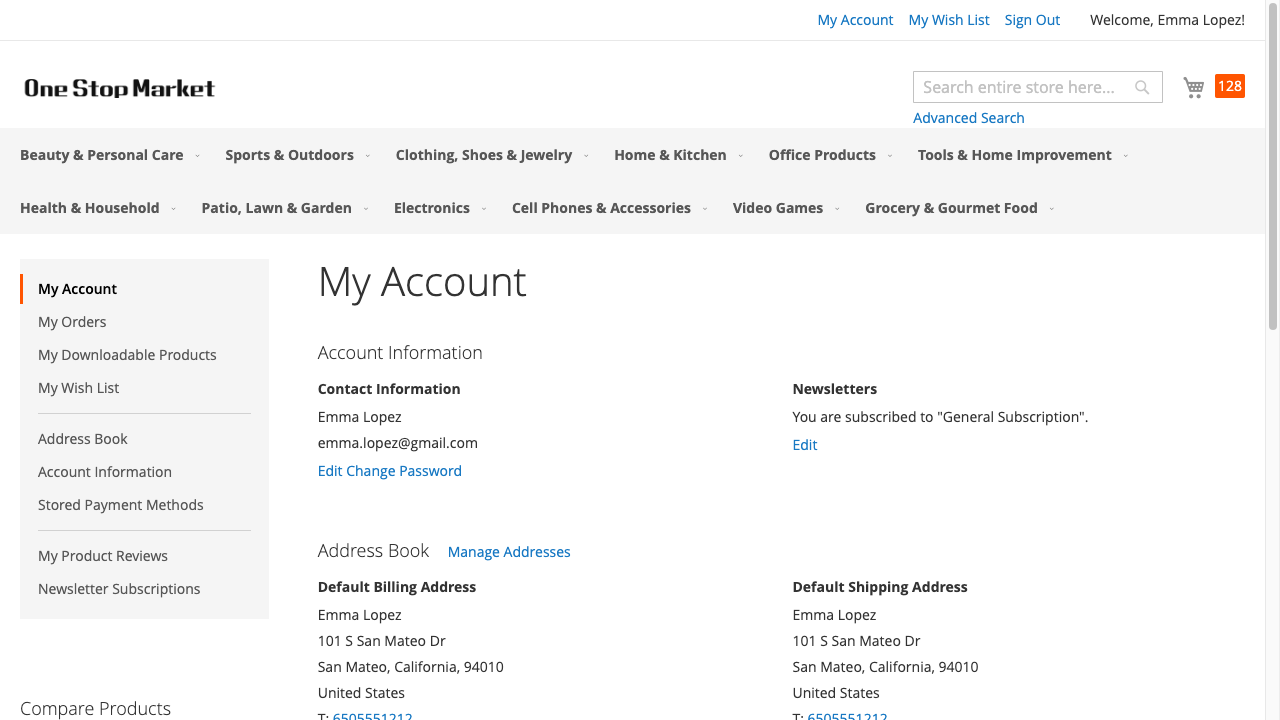 My Account My Wish List Sign Out Welcome, Emma Lopez!
One Stop Market
Search entire store here...
128
Advanced Search
Beauty & Personal Care Sports & Outdoors Clothing, Shoes & Jewelry Home & Kitchen Office Products Tools & Home Improvement
Health & Household Patio, Lawn & Garden Electronics Cell Phones & Accessories Video Games Grocery & Gourmet Food
My Account
My Orders
My Downloadable Products
My Wish List
Address Book
Account Information
Stored Payment Methods
My Product Reviews
Newsletter Subscriptions
Compare Products
My Account
Account Information
Contact Information
Emma Lopez
emma.lopez@gmail.com
Edit Change Password
Newsletters
You are subscribed to "General Subscription".
Edit
Address Book Manage Addresses
Default Billing Address
Emma Lopez
101 S San Mateo Dr
San Mateo, California, 94010
United States
T: 6505551212
Default Shipping Address
Emma Lopez
101 S San Mateo Dr
San Mateo, California, 94010
United States
T: 6505551212